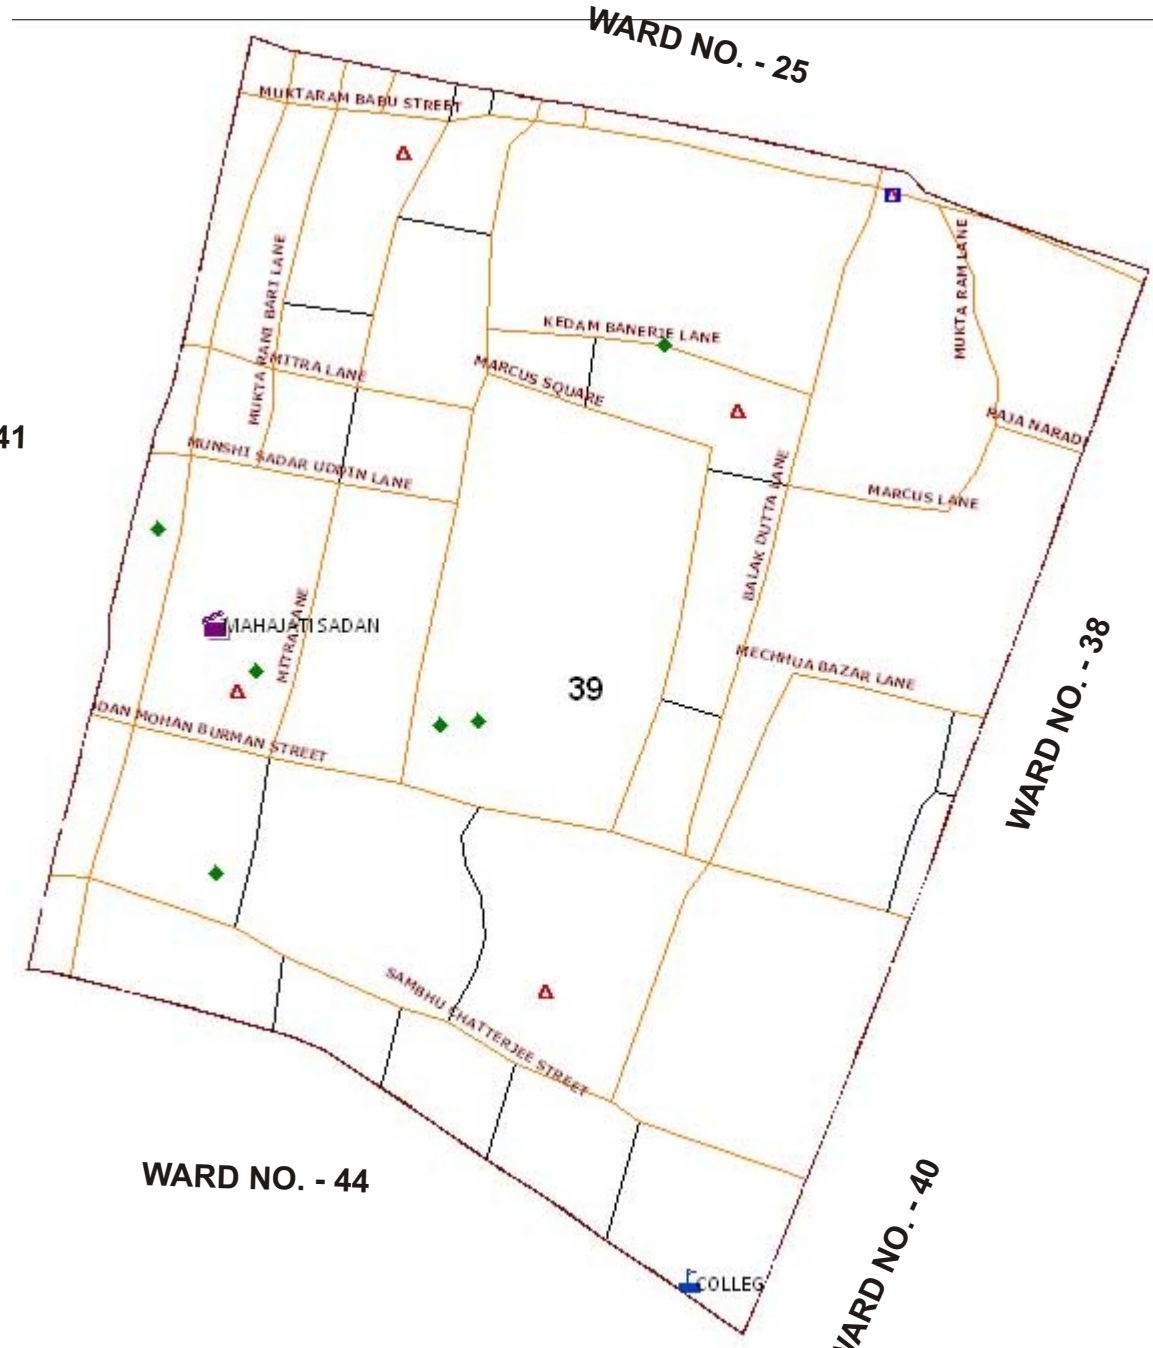 WARD NO. - 25
MUKTARAM BABU STREET
MUKTA RAM LANE
MUKTA RANI BARI LANE
KEDAM BANERJE LANE
MITRA LANE
MARCUS SQUARE
RAJA NARADI
41
MUNSHI SADAR UDDIN LANE
MARCUS LANE
BALAK DUTTA LANE
MAHAJATI SADAN
MITRA LANE
MECHHUA BAZAR LANE
39
WARD NO. - 38
DAN MOHAN BURMAN STREET
SAMBHU CHATTERJEE STREET
WARD NO. - 44
WARD NO. - 40
COLLEG